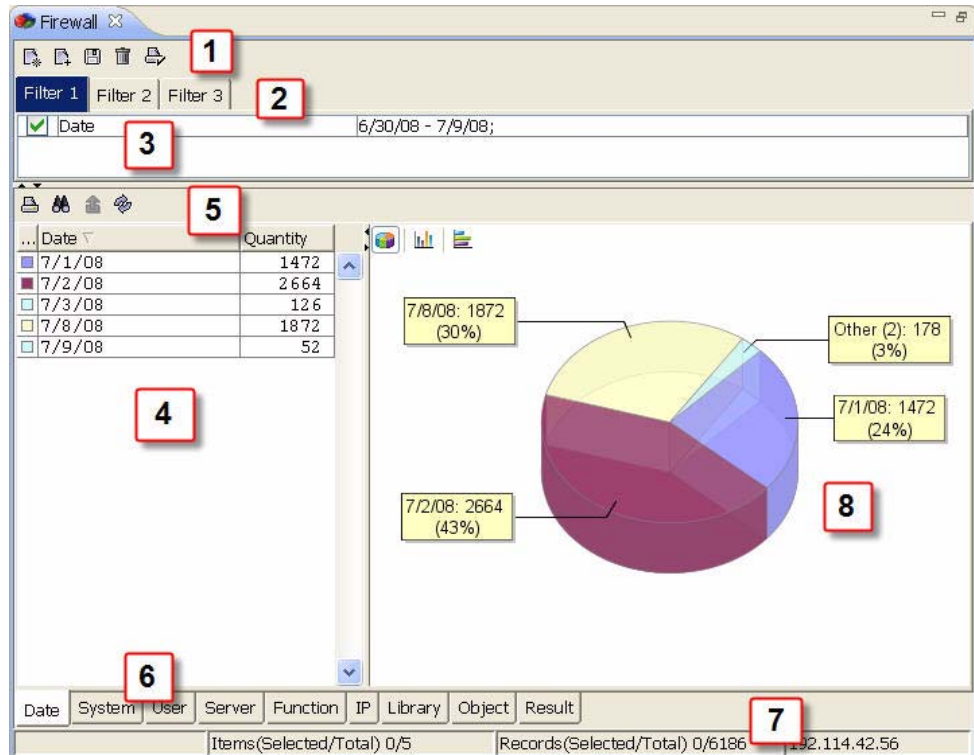 Firewall
1
Filter 1 Filter 2 Filter 3
2
Date 6/30/08 - 7/9/08;
3
5
... Date Quantity
7/1/08 1472
7/2/08 2664
7/3/08 126
7/8/08 1872
7/9/08 52
4
7/8/08: 1872
(30%)
Other (2): 178
(3%)
7/1/08: 1472
(24%)
7/2/08: 2664
(43%)
8
6
Date System User Server Function IP Library Object Result
7
Items(Selected/Total) 0/5 Records(Selected/Total) 0/6186 192.114.42.56